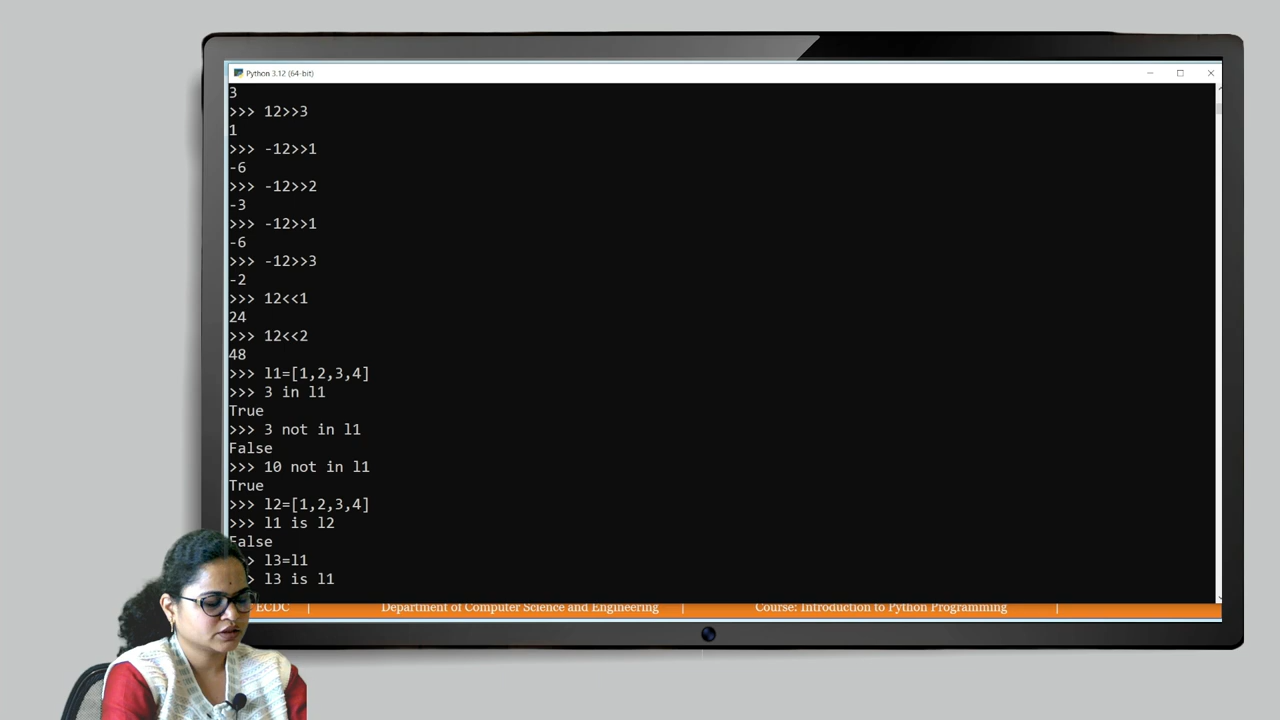 Python 3.12 (64-bit)
3
>>> 12>>3
1
>>> -12>>1
-6
>>> -12>>2
-3
>>> -12>>1
-6
>>> -12>>3
-2
>>> 12<<1
24
>>> 12<<2
48
>>> l1=[1,2,3,4]
>>> 3 in l1
True
>>> 3 not in l1
False
>>> 10 not in l1
True
>>> l2=[1,2,3,4]
>>> l1 is l2
False
> l3=l1
> l3 is l1
ECDC | Department of Computer Science and Engineering | Course: Introduction to Python Programming |